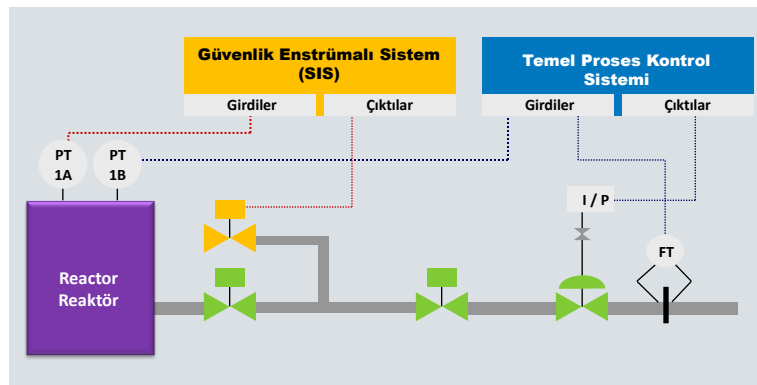 Güvenlik Enstrümalı Sistem
(SIS)
Girdiler
Çıktılar
Temel Proses Kontrol
Sistemi
Girdiler
Çıktılar
PT
1A
PT
1B
I / P
FT
Reactor
Reaktör